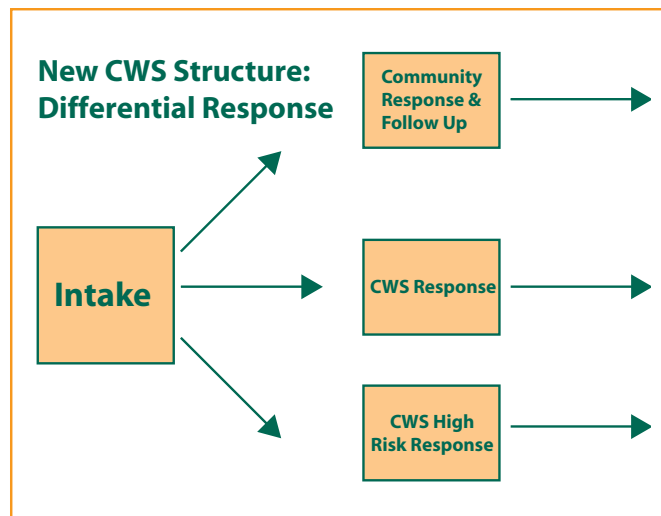 New CWS Structure:
Differential Response
Community
Response &
Follow Up
Intake
CWS Response
CWS High
Risk Response